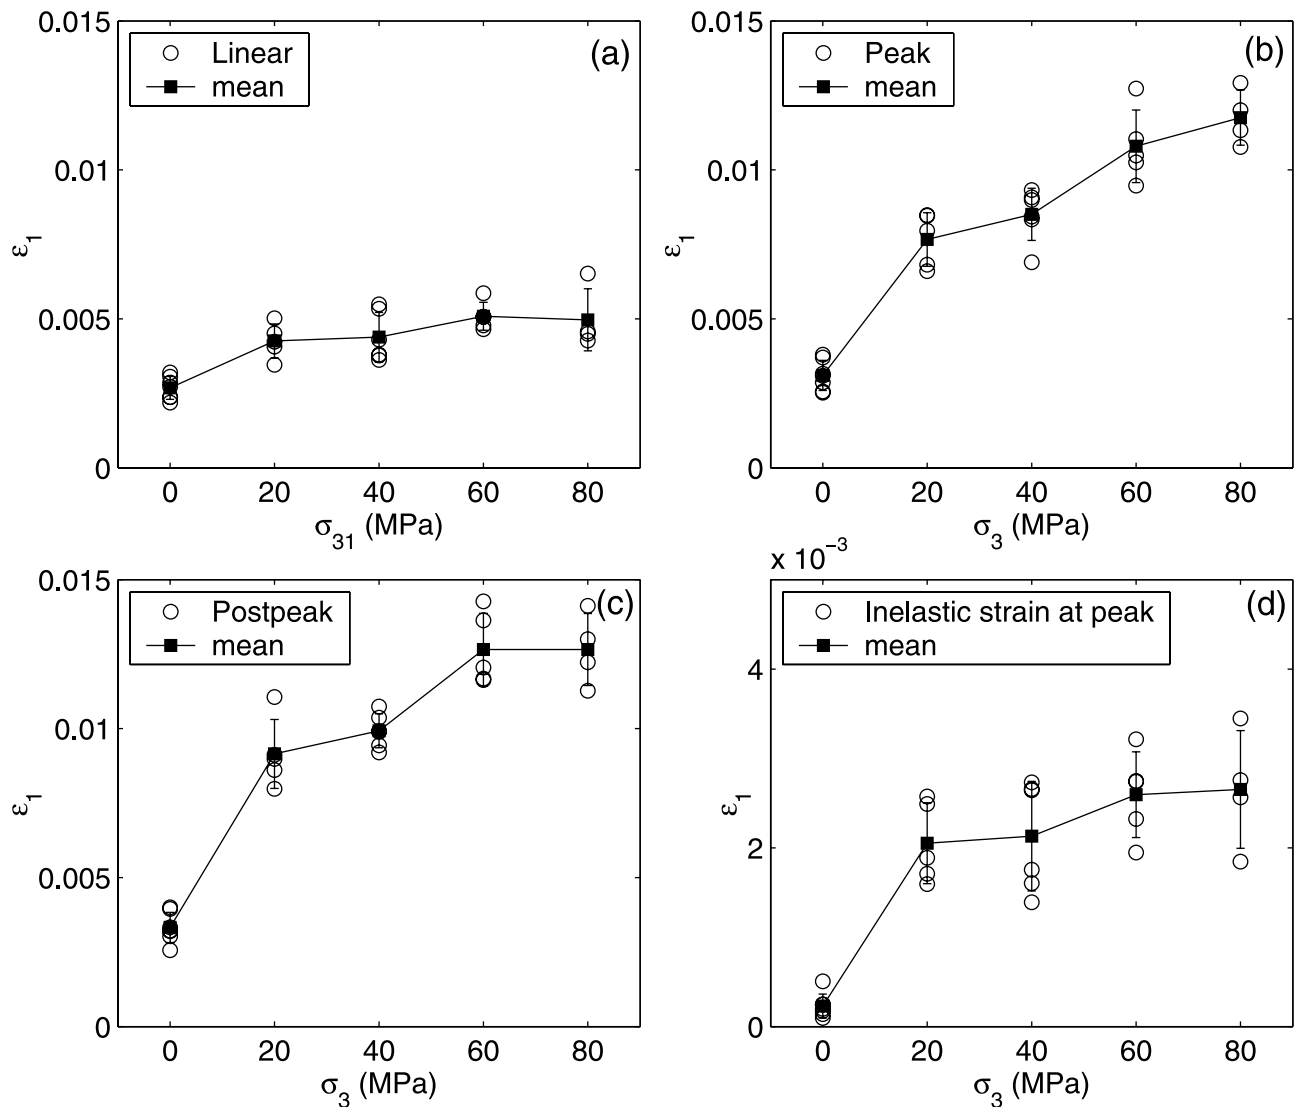 0.015
Linear
mean
(a)
0.01
ε1
0.005
0
0 20 40 60 80
σ31 (MPa)
0.015
Peak
mean
(b)
0.01
ε1
0.005
0
0 20 40 60 80
σ3 (MPa)
0.015
Postpeak
mean
(c)
0.01
ε1
0.005
0
0 20 40 60 80
σ3 (MPa)
x 10−3
Inelastic strain at peak
mean
(d)
4
ε1
2
0
0 20 40 60 80
σ3 (MPa)